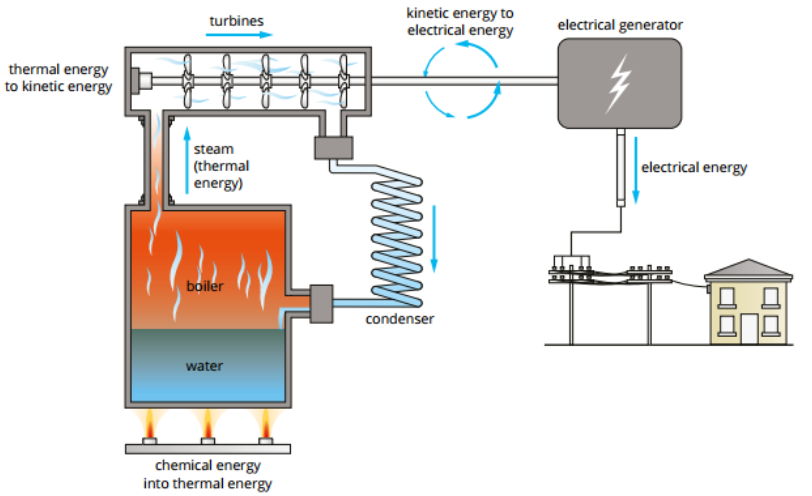 turbines
kinetic energy to
electrical energy
electrical generator
thermal energy
to kinetic energy
steam
(thermal
energy)
electrical energy
boiler
condenser
water
chemical energy
into thermal energy